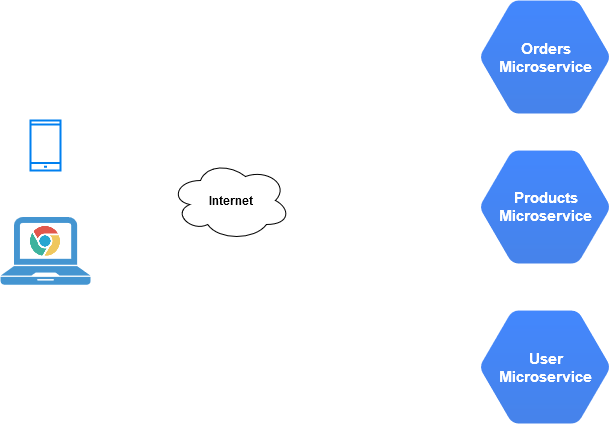 Orders
Microservice
Internet
Products
Microservice
User
Microservice